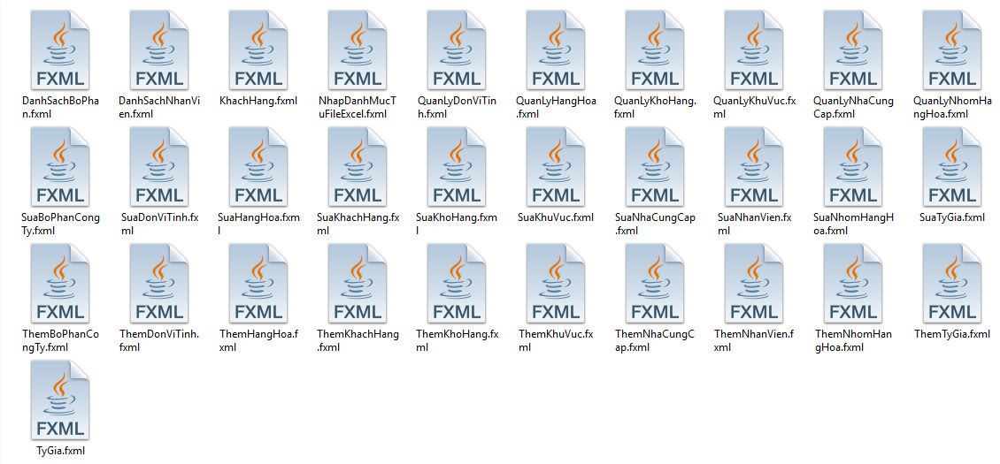 FXML FXML FXML FXML FXML FXML FXML FXML FXML FXML
DanhSachBoPha DanhSachNhanVi KhachHang.fxml NhapDanhMucT QuanLyDonViTin QuanLyHangHoa QuanLyKhoHang. QuanLyKhuVuc.fx QuanLyNhaCung QuanLyNhomH
n.fxml en.fxml uFileExcel.fxml h.fxml .fxml fxml ml Cap.fxml angHoa.fxml
FXML FXML FXML FXML FXML FXML FXML FXML FXML FXML
SuaBoPhanCong SuaDonViTinh.fx SuaHangHoa.fxm SuaKhachHang.fx SuaKhoHang.fxm SuaKhuVuc.fxml SuaNhaCungCap SuaNhanVien.fx SuaNhomHangH SuaTyGia.fxml
Ty.fxml ml l ml l .fxml ml oa.fxml
FXML FXML FXML FXML FXML FXML FXML FXML FXML FXML
ThemBoPhanCo ThemDonViTinh. ThemHangHoa.f ThemKhachHang ThemKhoHang.fx ThemKhuVuc.fx ThemNhaCungC ThemNhanVien.f ThemNhomHan ThemTyGia.fxml
ngTy.fxml fxml xml .fxml ml ml ap.fxml xml gHoa.fxml
FXML
TyGia.fxml